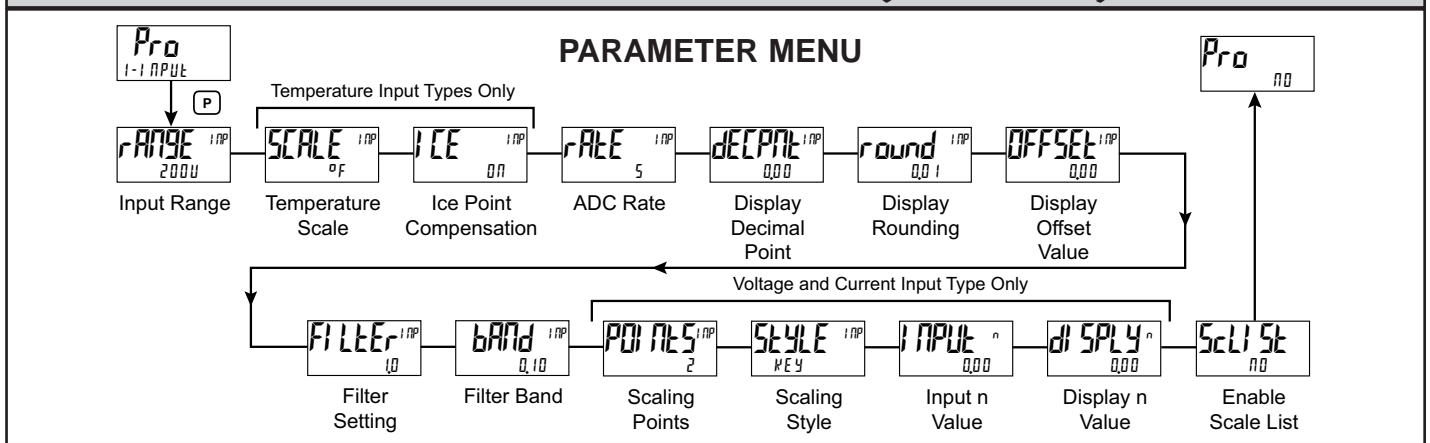 Pro
1-INPUt
PARAMETER MENU
Pro
NO
P
Temperature Input Types Only
rANGE INP
200U
Input Range
SCALE INP
°F
Temperature
Scale
ICE INP
ON
Ice Point
Compensation
rAtE INP
5
ADC Rate
dECPNt INP
0.00
Display
Decimal
Point
round INP
0.01
Display
Rounding
OFFSEt INP
0.00
Display
Offset
Value
Voltage and Current Input Type Only
FILtEr INP
1.0
Filter
Setting
bANd INP
0.10
Filter Band
POINtS INP
2
Scaling
Points
StYLE INP
KEY
Scaling
Style
INPUt n
0.00
Input n
Value
dISPLY n
0.00
Display n
Value
ScLISt
NO
Enable
Scale List